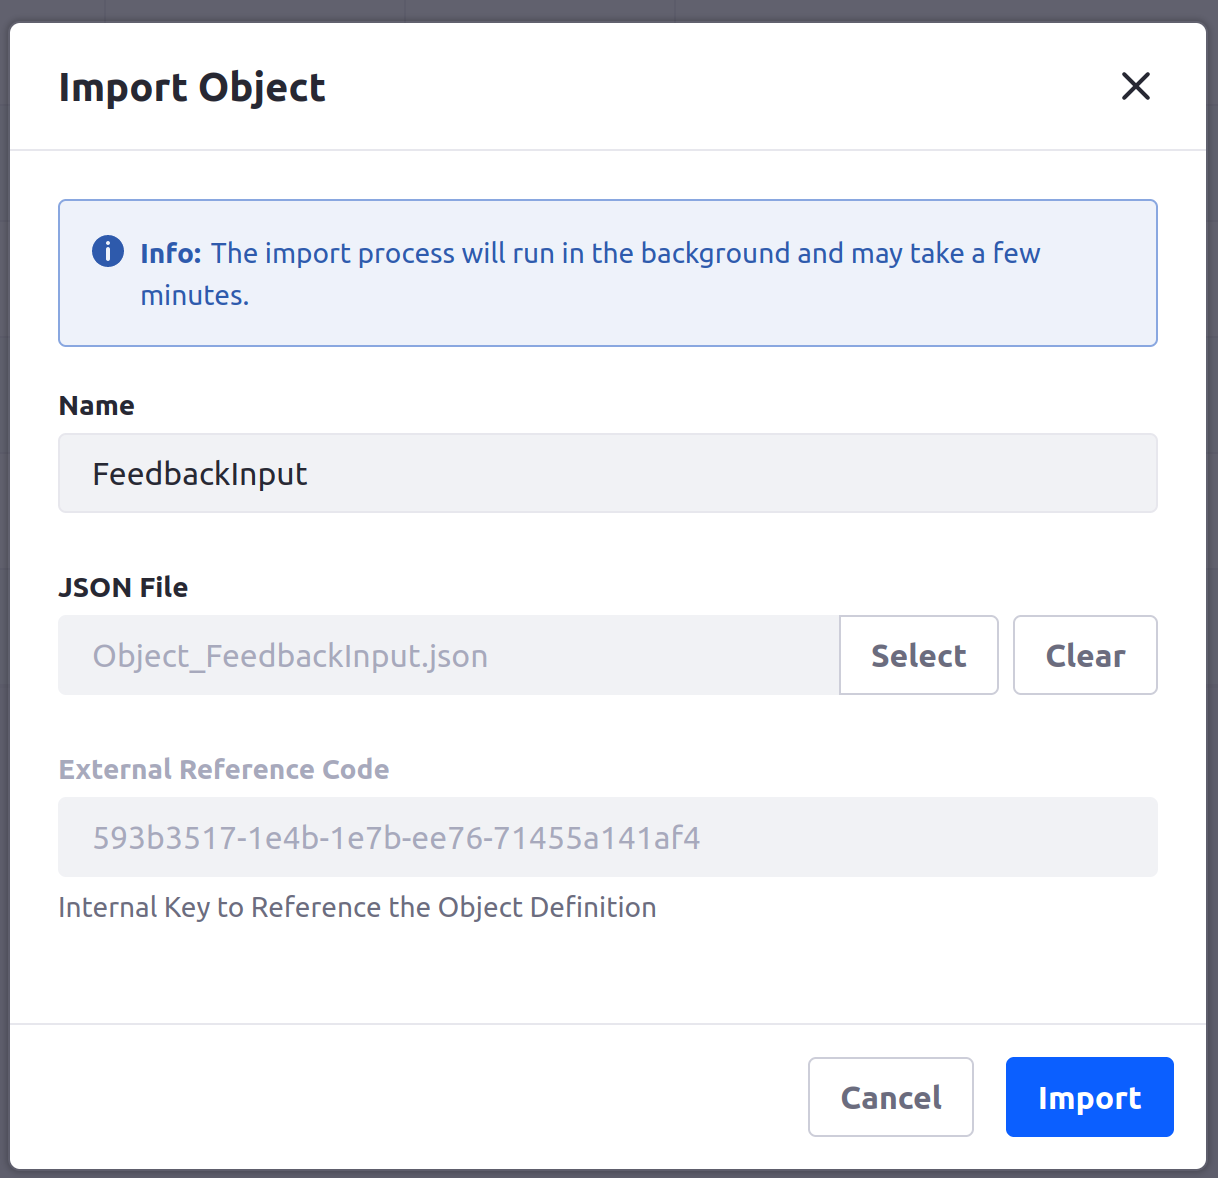 Import Object
Info: The import process will run in the background and may take a few
minutes.
Name
FeedbackInput
JSON File
Object_FeedbackInput.json
Select
Clear
External Reference Code
593b3517-1e4b-1e7b-ee76-71455a141af4
Internal Key to Reference the Object Definition
Cancel
Import